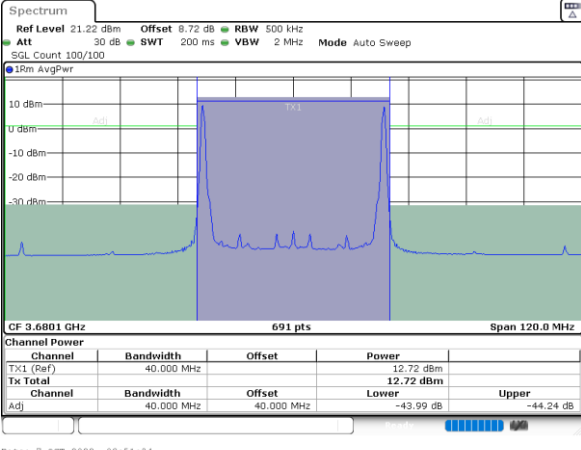 Spectrum
Ref Level 21.22 dBm Offset 8.72 dB RBW 500 kHz
Att 30 dB SWT 200 ms VBW 2 MHz Mode Auto Sweep
SGL Count 100/100
1Rm AvgPwr
10 dBm
TX1
Adj Adj
0 dBm
-10 dBm
-20 dBm
-30 dBm
CF 3.6801 GHz 691 pts Span 120.0 MHz
Channel Power
Channel Bandwidth Offset Power
TX1 (Ref) 40.000 MHz 12.72 dBm
Tx Total 12.72 dBm
Channel Bandwidth Offset Lower Upper
Adj 40.000 MHz 40.000 MHz -43.99 dB -44.24 dB
Ready